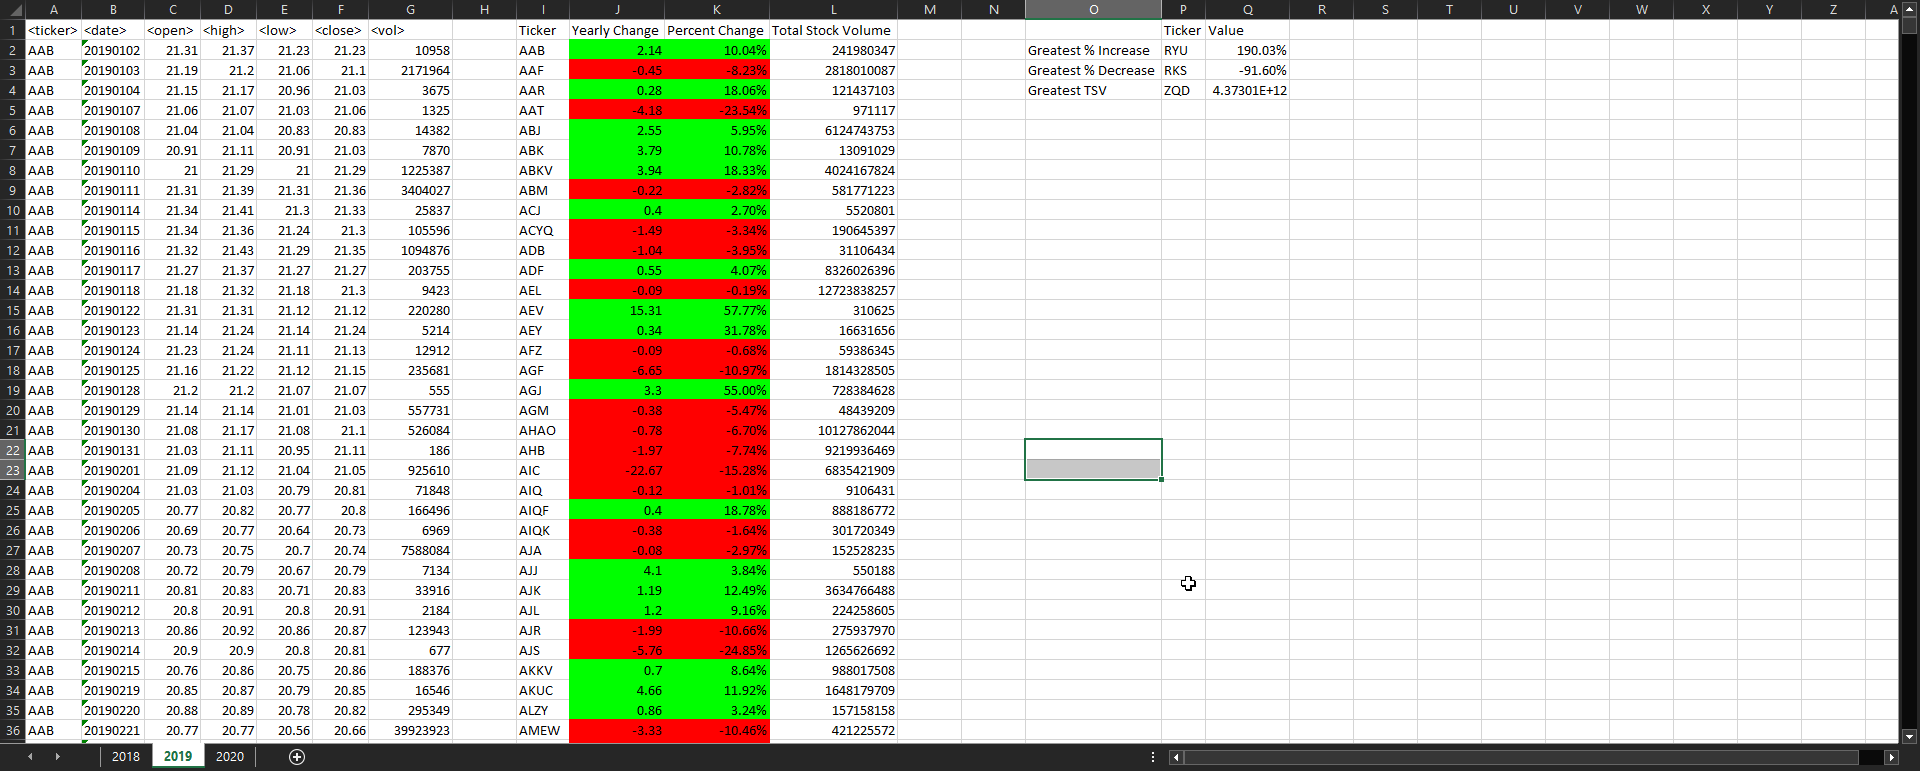 A B C D E F G H I J K L M N O P Q R S T U V W X Y Z A
1 <ticker> <date> <open> <high> <low> <close> <vol> Ticker Yearly Change Percent Change Total Stock Volume Ticker Value
2 AAB 20190102 21.31 21.37 21.23 21.23 10958 AAB 2.14 10.04% 241980347 Greatest % Increase RYU 190.03%
3 AAB 20190103 21.19 21.2 21.06 21.1 2171964 AAF -0.45 -8.23% 2818010087 Greatest % Decrease RKS -91.60%
4 AAB 20190104 21.15 21.17 20.96 21.03 3675 AAR 0.28 18.06% 121437103 Greatest TSV ZQD 4.37301E+12
5 AAB 20190107 21.06 21.07 21.03 21.06 1325 AAT -4.18 -23.54% 971117
6 AAB 20190108 21.04 21.04 20.83 20.83 14382 ABJ 2.55 5.95% 6124743753
7 AAB 20190109 20.91 21.11 20.91 21.03 7870 ABK 3.79 10.78% 13091029
8 AAB 20190110 21 21.29 21 21.29 1225387 ABKV 3.94 18.33% 4024167824
9 AAB 20190111 21.31 21.39 21.31 21.36 3404027 ABM -0.22 -2.82% 581771223
10 AAB 20190114 21.34 21.41 21.3 21.33 25837 ACJ 0.4 2.70% 5520801
11 AAB 20190115 21.34 21.36 21.24 21.3 105596 ACYQ -1.49 -3.34% 190645397
12 AAB 20190116 21.32 21.43 21.29 21.35 1094876 ADB -1.04 -3.95% 31106434
13 AAB 20190117 21.27 21.37 21.27 21.27 203755 ADF 0.55 4.07% 8326026396
14 AAB 20190118 21.18 21.32 21.18 21.3 9423 AEL -0.09 -0.19% 12723838257
15 AAB 20190122 21.31 21.31 21.12 21.12 220280 AEV 15.31 57.77% 310625
16 AAB 20190123 21.14 21.24 21.14 21.24 5214 AEY 0.34 31.78% 16631656
17 AAB 20190124 21.23 21.24 21.11 21.13 12912 AFZ -0.09 -0.68% 59386345
18 AAB 20190125 21.16 21.22 21.12 21.15 235681 AGF -6.65 -10.97% 1814328505
19 AAB 20190128 21.2 21.2 21.07 21.07 555 AGJ 3.3 55.00% 728384628
20 AAB 20190129 21.14 21.14 21.01 21.03 557731 AGM -0.38 -5.47% 48439209
21 AAB 20190130 21.08 21.17 21.08 21.1 526084 AHAO -0.78 -6.70% 10127862044
22 AAB 20190131 21.03 21.11 20.95 21.11 186 AHB -1.97 -7.74% 9219936469
23 AAB 20190201 21.09 21.12 21.04 21.05 925610 AIC -22.67 -15.28% 6835421909
24 AAB 20190204 21.03 21.03 20.79 20.81 71848 AIQ -0.12 -1.01% 9106431
25 AAB 20190205 20.77 20.82 20.77 20.8 166496 AIQF 0.4 18.78% 888186772
26 AAB 20190206 20.69 20.77 20.64 20.73 6969 AIQK -0.38 -1.64% 301720349
27 AAB 20190207 20.73 20.75 20.7 20.74 7588084 AJA -0.08 -2.97% 152528235
28 AAB 20190208 20.72 20.79 20.67 20.79 7134 AJJ 4.1 3.84% 550188
29 AAB 20190211 20.81 20.83 20.71 20.83 33916 AJK 1.19 12.49% 3634766488
30 AAB 20190212 20.8 20.91 20.8 20.91 2184 AJL 1.2 9.16% 224258605
31 AAB 20190213 20.86 20.92 20.86 20.87 123943 AJR -1.99 -10.66% 275937970
32 AAB 20190214 20.9 20.9 20.8 20.81 677 AJS -5.76 -24.85% 1265626692
33 AAB 20190215 20.76 20.86 20.75 20.86 188376 AKKV 0.7 8.64% 988017508
34 AAB 20190219 20.85 20.87 20.79 20.85 16546 AKUC 4.66 11.92% 1648179709
35 AAB 20190220 20.88 20.89 20.78 20.82 295349 ALZY 0.86 3.24% 157158158
36 AAB 20190221 20.77 20.77 20.56 20.66 39923923 AMEW -3.33 -10.46% 421225572
2018 2019 2020